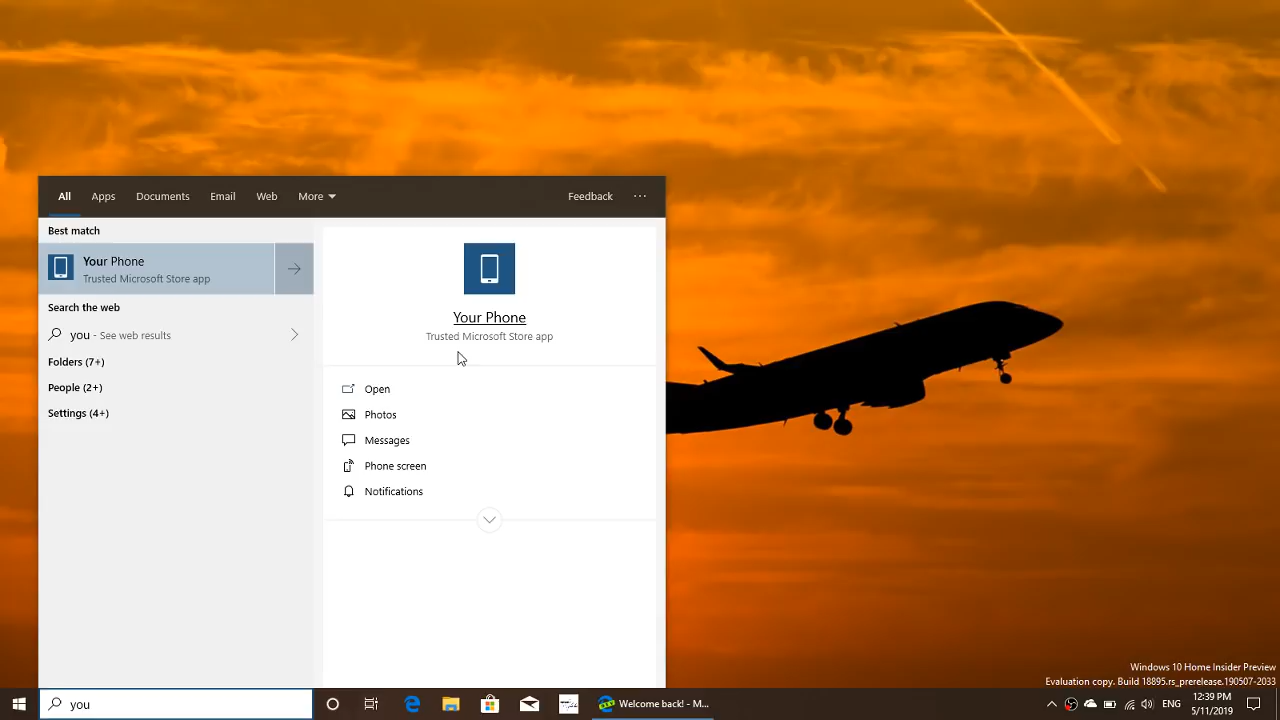 All Apps Documents Email Web More Feedback ...
Best match
Your Phone
Trusted Microsoft Store app
Search the web
you - See web results
Folders (7+)
People (2+)
Settings (4+)
Your Phone
Trusted Microsoft Store app
Open
Photos
Messages
Phone screen
Notifications
Windows 10 Home Insider Preview
Evaluation copy. Build 18895.rs_prerelease.190507-2033
you
Welcome back! - M...
ENG
12:39 PM
5/11/2019